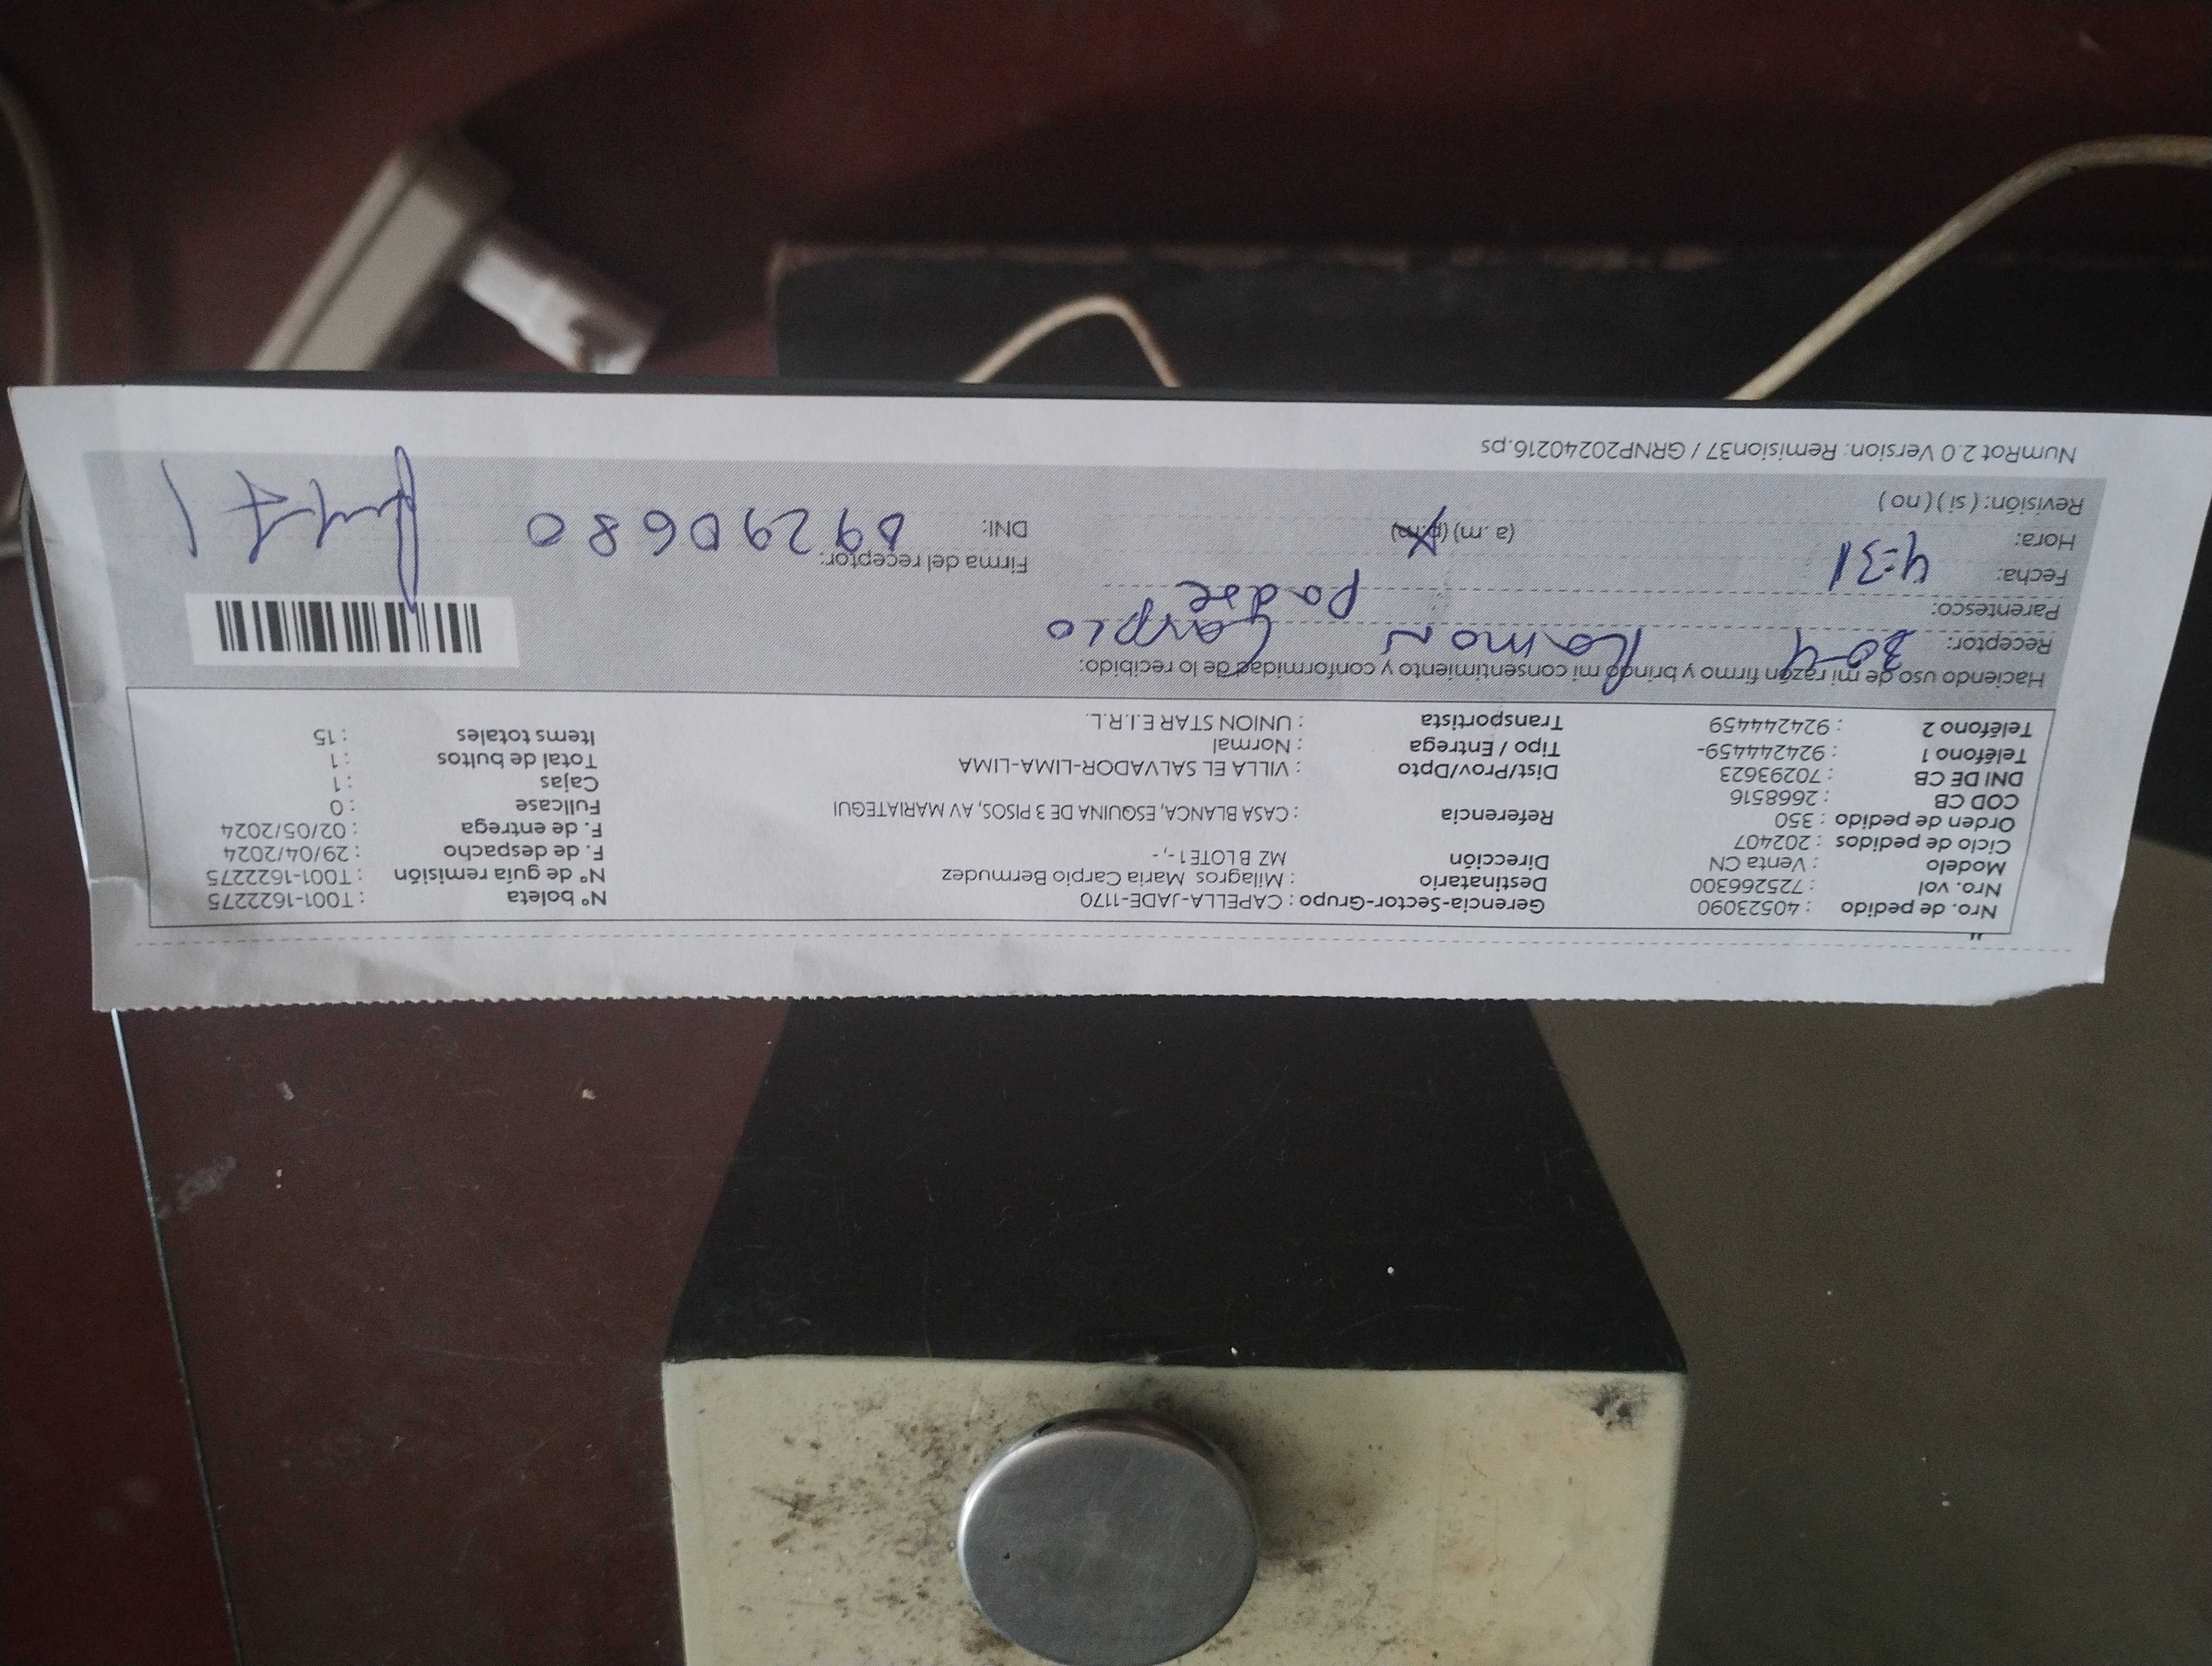 Nro. de pedido : 40523090 Gerencia-Sector-Grupo : CAPELLA-JADE-1170 N° boleta : T001-1622275
Nro. vol : 725266300 Destinatario : Milagros Maria Carpio Bermudez N° de guia remisión : T001-1622275
Modelo : Venta CN Dirección MZ B LOTE 1 -, - F. de despacho : 29/04/2024
Ciclo de pedidos : 202407 F. de entrega : 02/05/2024
Orden de pedido : 350 Referencia : CASA BLANCA, ESQUINA DE 3 PISOS, AV MARIATEGUI Fullcase : 0
COD CB : 2668516 Cajas : 1
DNI DE CB : 70293623 Dist/Prov/Dpto : VILLA EL SALVADOR-LIMA-LIMA Total de bultos : 1
Teléfono 1 : 924244459- Tipo / Entrega : Normal Items totales : 15
Teléfono 2 : 924244459 Transportista : UNION STAR E.I.R.L.
Haciendo uso de mi razón firmo y brindo mi consentimiento y conformidad de lo recibido:
Receptor: 30-4 Ramon Carpio
Parentesco: Padre
Fecha: 4:31 Firma del receptor:
Hora: (a .m) (p.m) DNI: 09290680
Revisión: ( si ) ( no )
NumRot 2.0 Version: Remision37 / GRNP20240216.ps